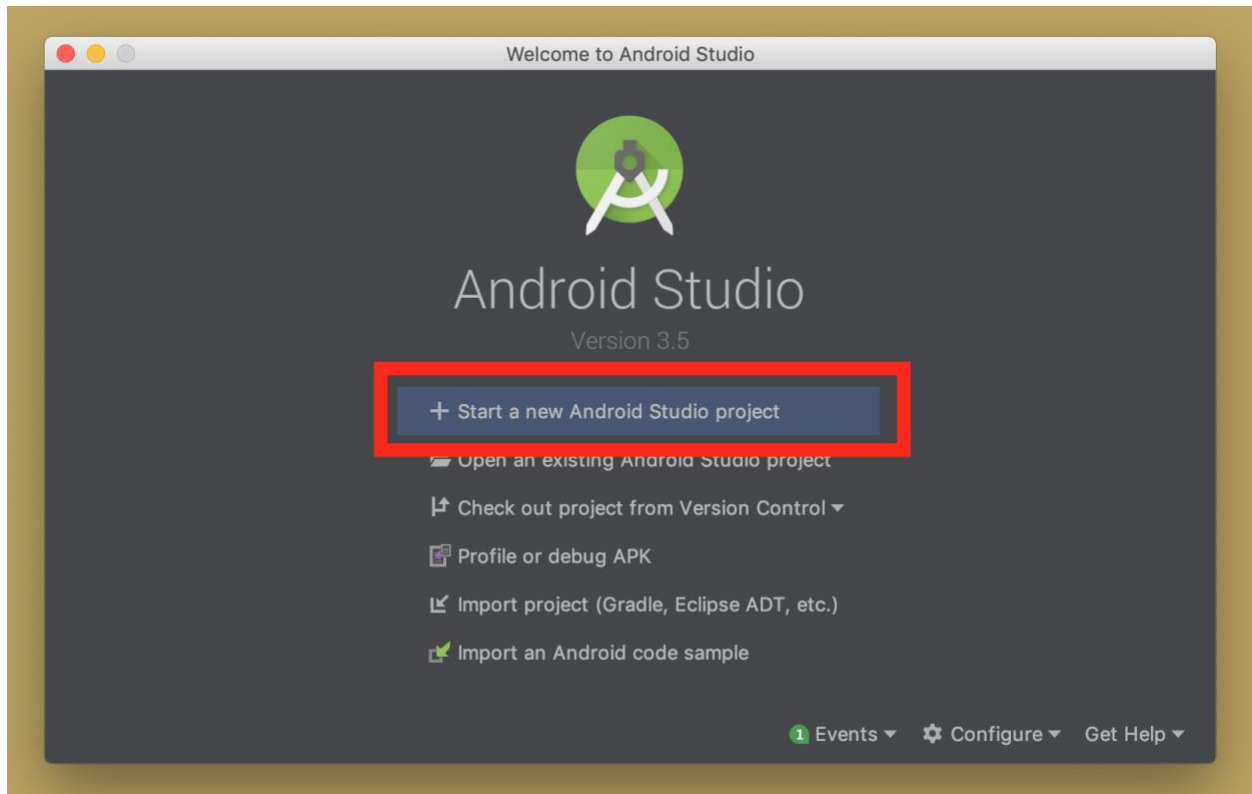 Welcome to Android Studio
Android Studio
Version 3.5
Start a new Android Studio project
Open an existing Android Studio project
Check out project from Version Control
Profile or debug APK
Import project (Gradle, Eclipse ADT, etc.)
Import an Android code sample
1 Events Configure Get Help